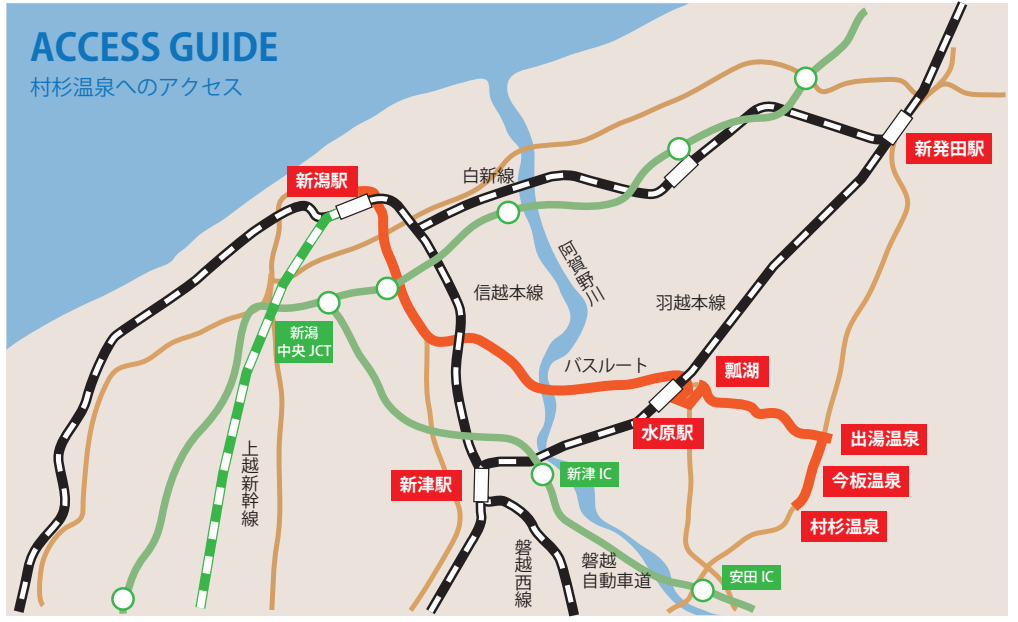 ACCESS GUIDE
村杉温泉へのアクセス
新発田駅
新潟駅
白新線
阿賀野川
信越本線
羽越本線
新潟
中央 JCT
バスルート
瓢湖
水原駅
出湯温泉
上越新幹線
新津駅
新津 IC
今板温泉
村杉温泉
磐越西線
磐越
自動車道
安田 IC